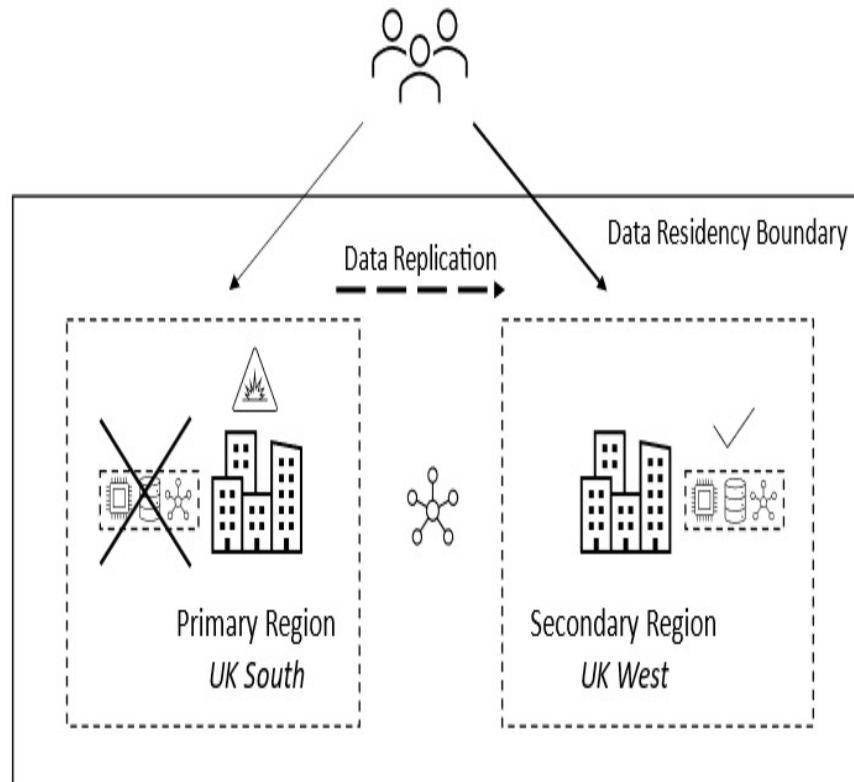 Data Residency Boundary
Data Replication
Primary Region
UK South
Secondary Region
UK West